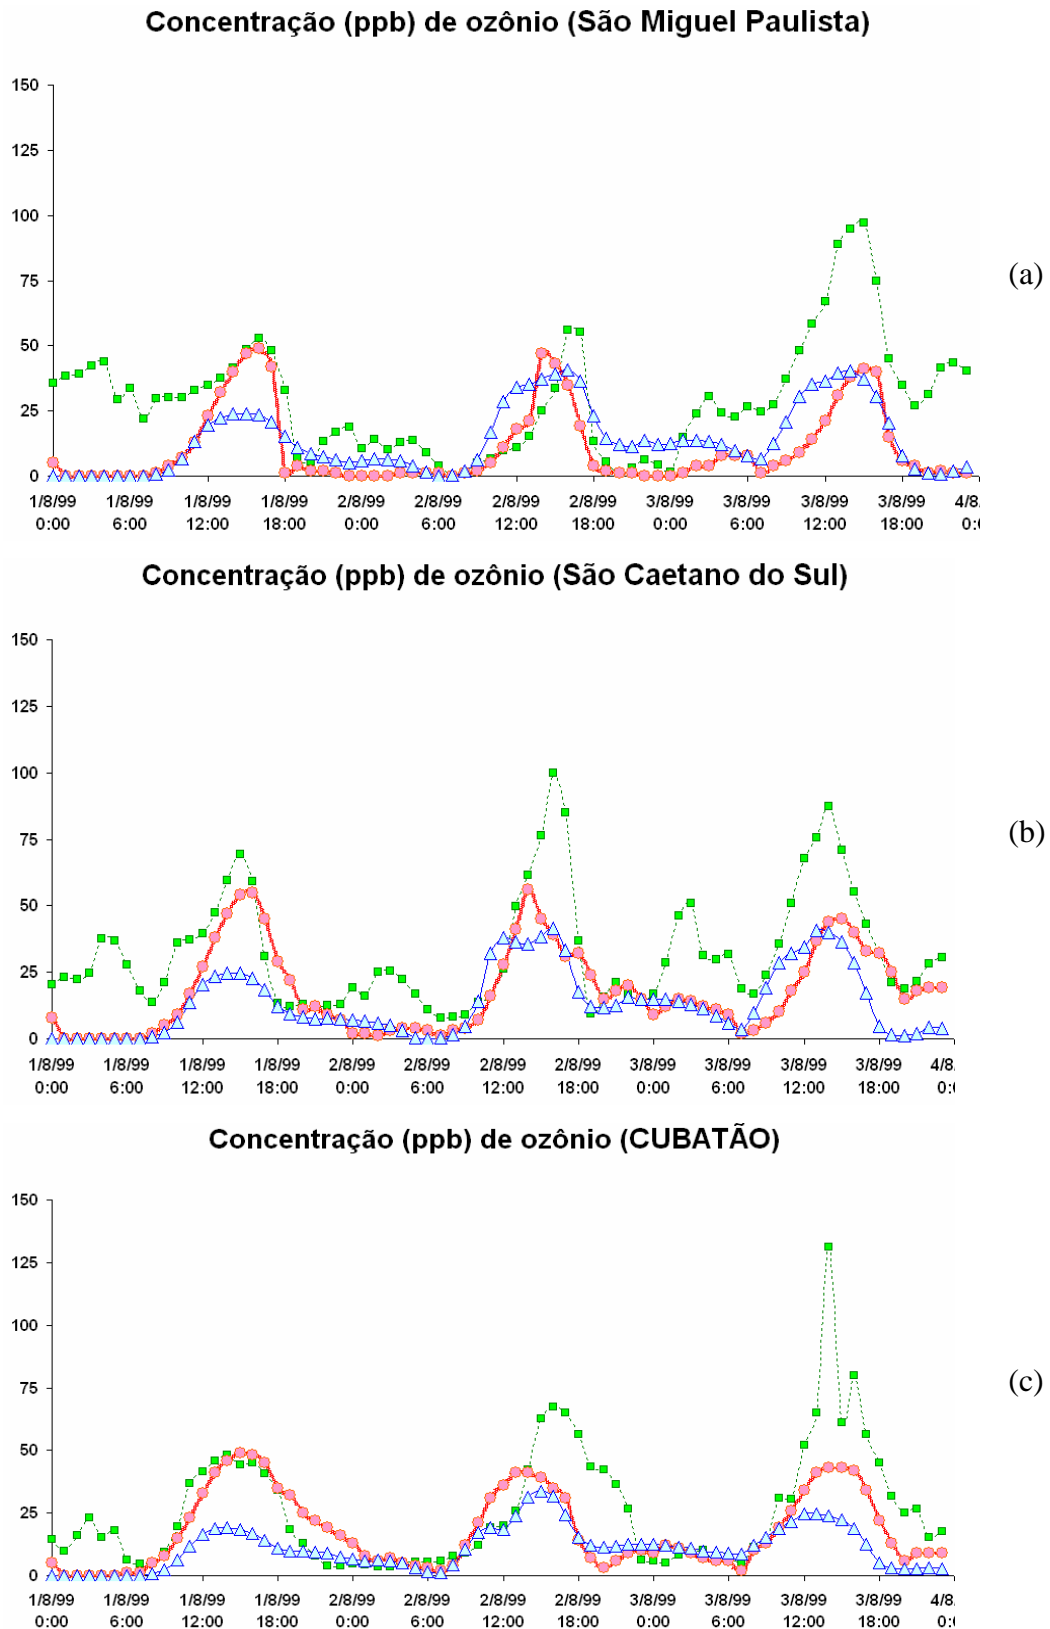 Concentração (ppb) de ozônio (São Miguel Paulista)
150
125
100
75
50
25
0
1/8/99 1/8/99 1/8/99 1/8/99 2/8/99 2/8/99 2/8/99 2/8/99 3/8/99 3/8/99 3/8/99 3/8/99 4/8.
0:00 6:00 12:00 18:00 0:00 6:00 12:00 18:00 0:00 6:00 12:00 18:00 0:(
(a)
Concentração (ppb) de ozônio (São Caetano do Sul)
150
125
100
75
50
25
0
1/8/99 1/8/99 1/8/99 1/8/99 2/8/99 2/8/99 2/8/99 2/8/99 3/8/99 3/8/99 3/8/99 3/8/99 4/8.
0:00 6:00 12:00 18:00 0:00 6:00 12:00 18:00 0:00 6:00 12:00 18:00 0:(
(b)
Concentração (ppb) de ozônio (CUBATÃO)
150
125
100
75
50
25
0
1/8/99 1/8/99 1/8/99 1/8/99 2/8/99 2/8/99 2/8/99 2/8/99 3/8/99 3/8/99 3/8/99 3/8/99 4/8.
0:00 6:00 12:00 18:00 0:00 6:00 12:00 18:00 0:00 6:00 12:00 18:00 0:(
(c)